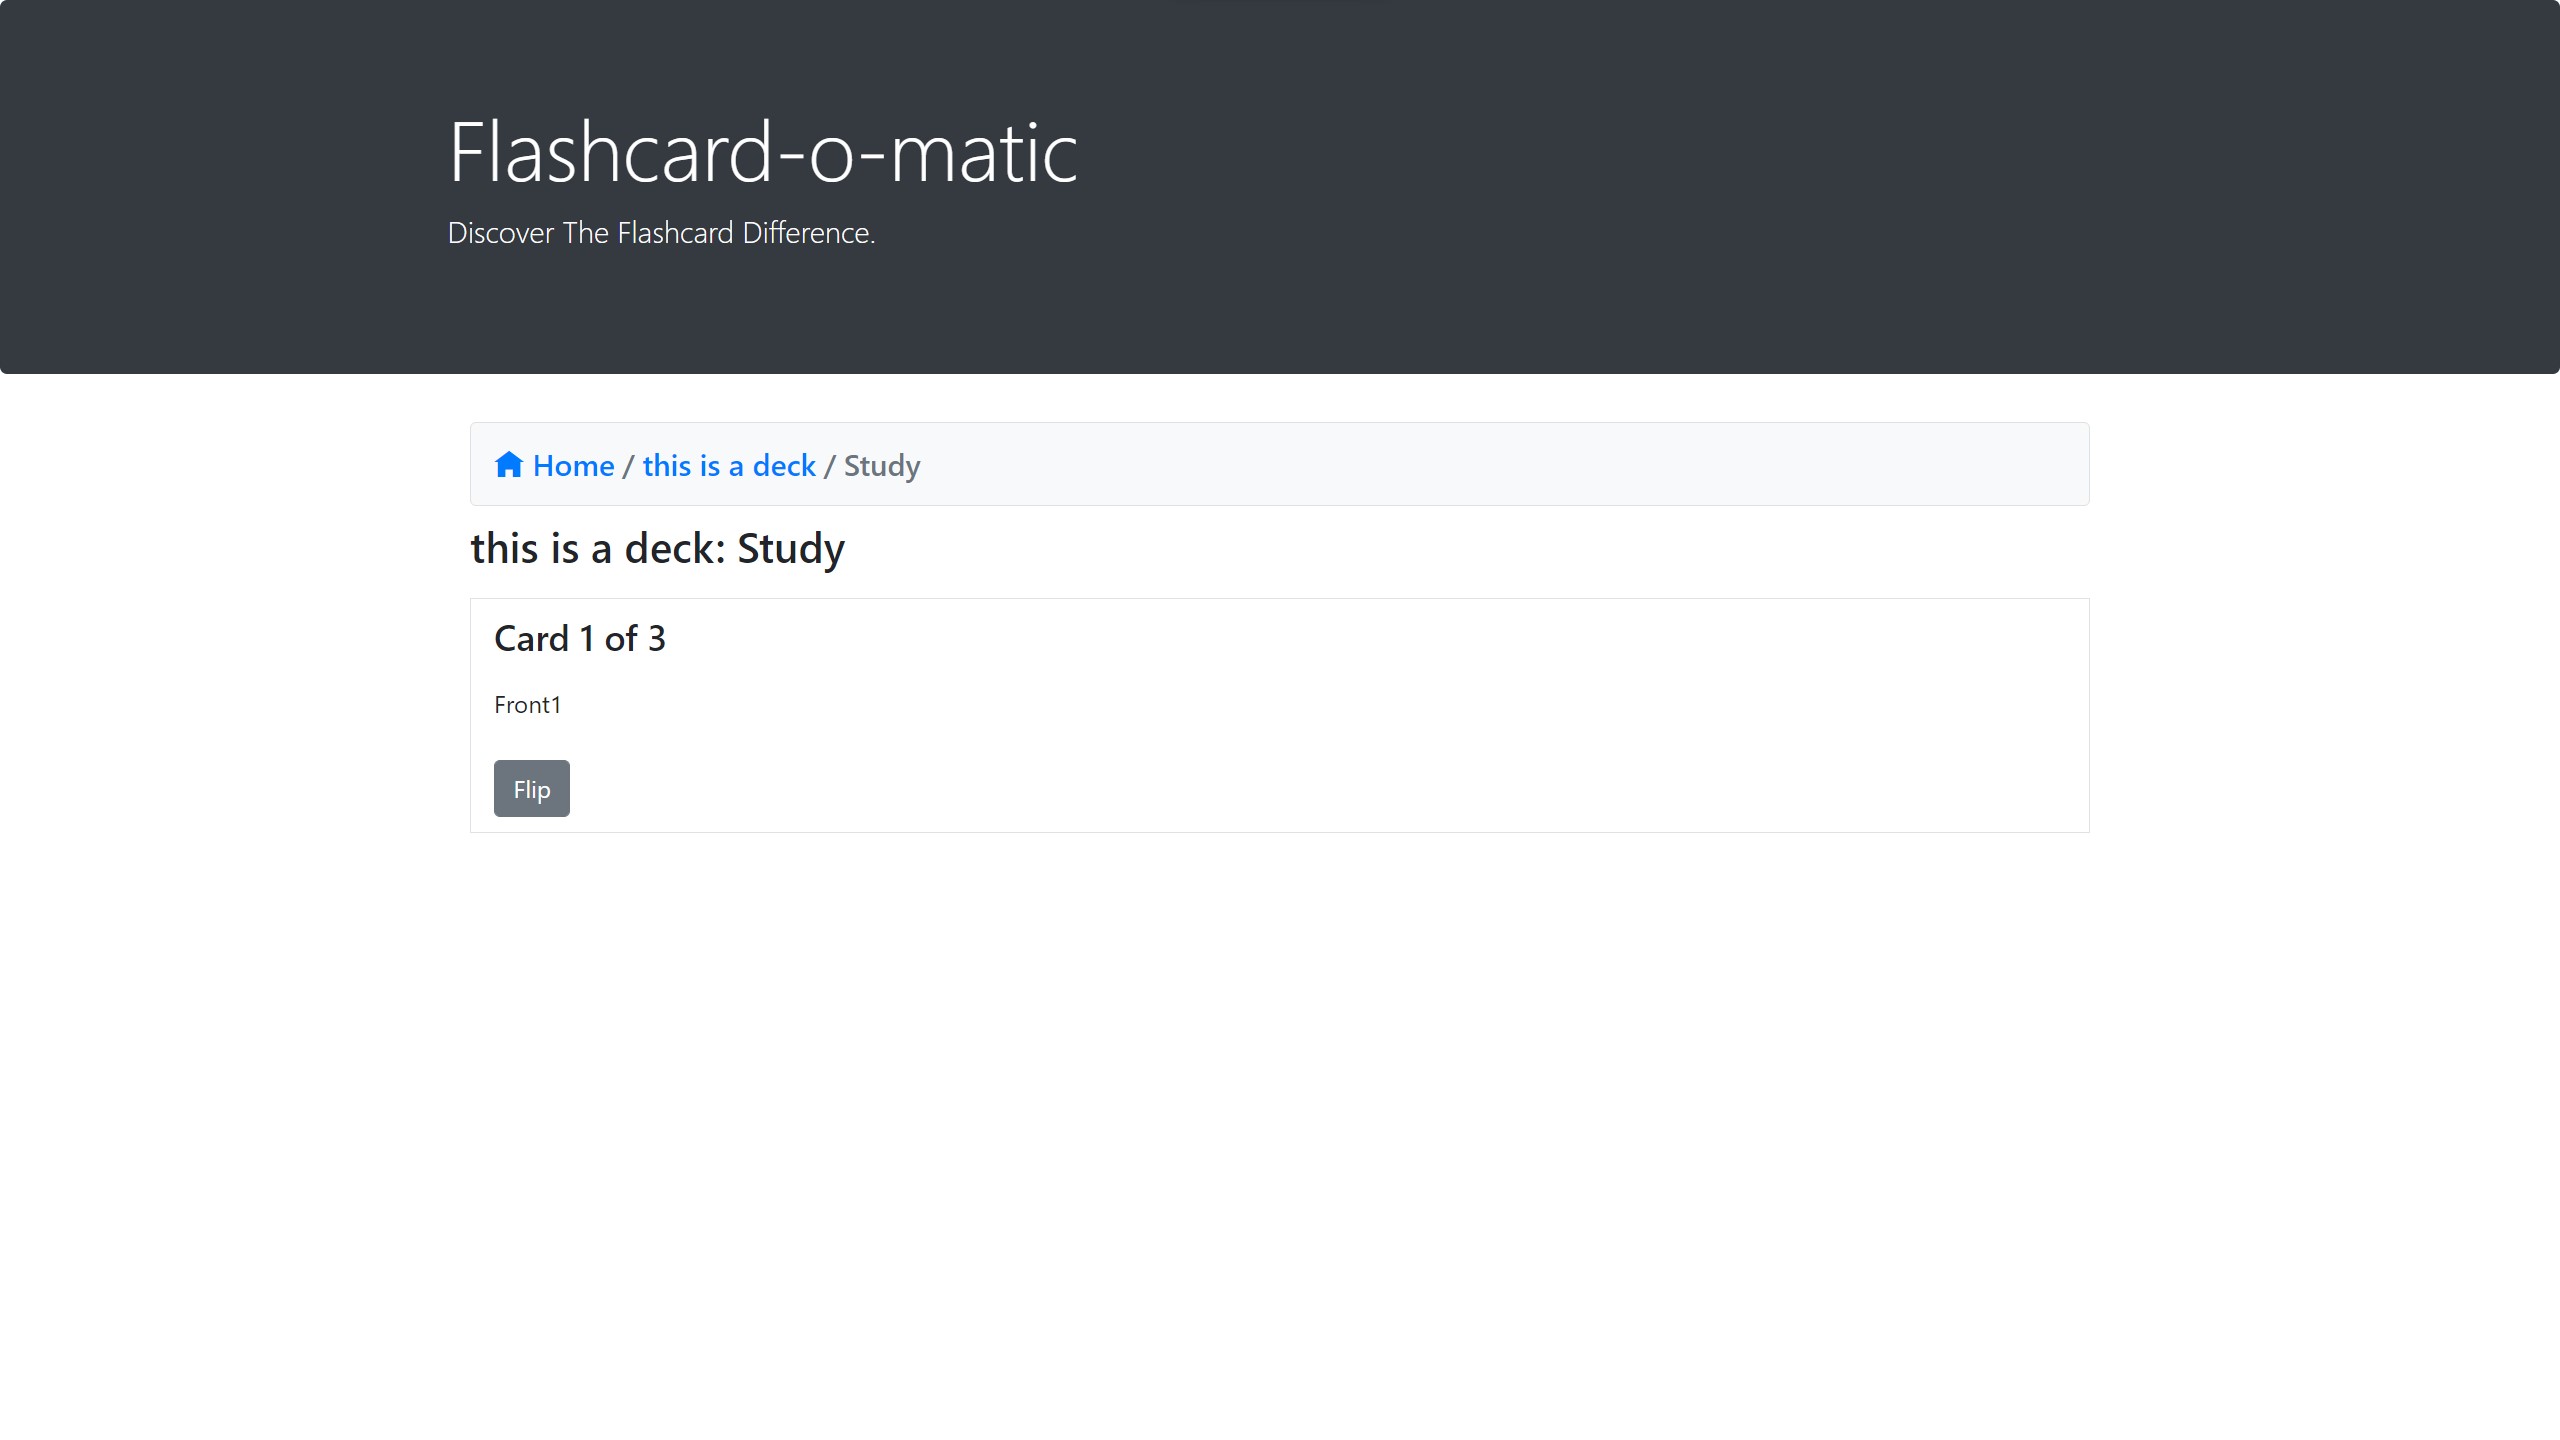 Flashcard-o-matic
Discover The Flashcard Difference.
Home / this is a deck / Study
this is a deck: Study
Card 1 of 3
Front1
Flip